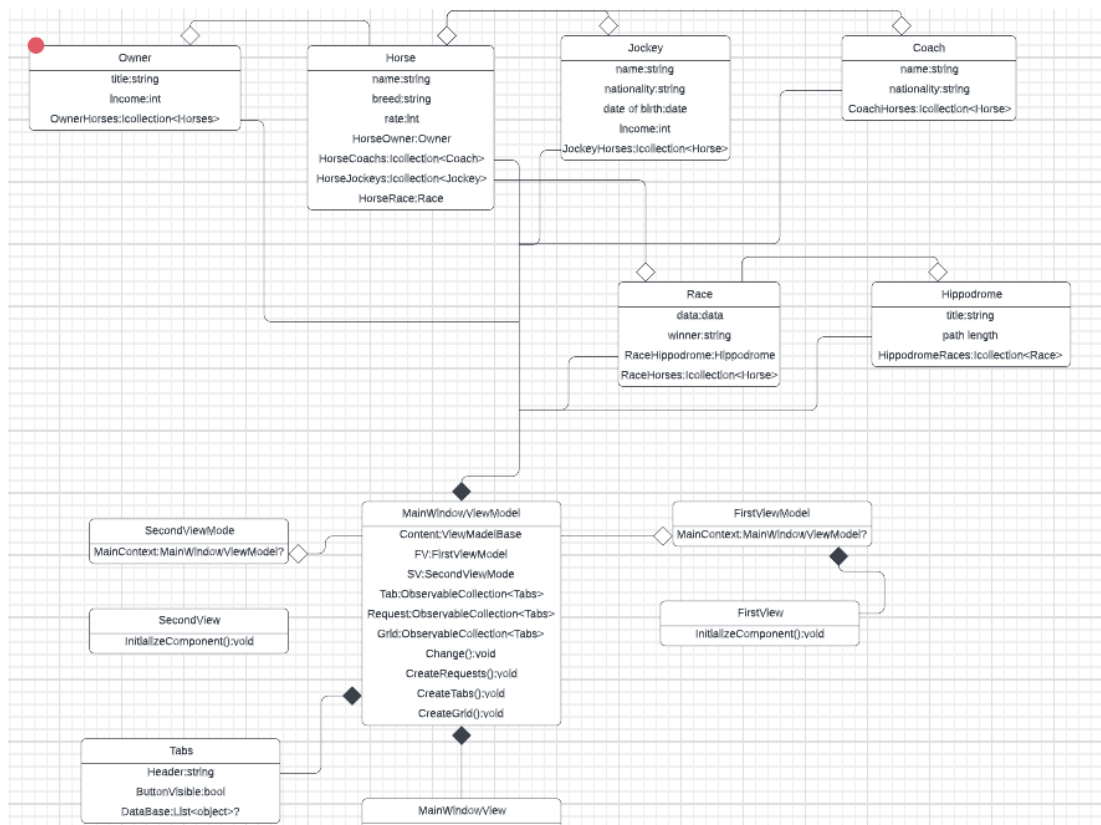 Owner
title:string
Income:int
OwnerHorses:Icollection<Horses>
Horse
name:string
breed:string
rate:int
HorseOwner:Owner
HorseCoachs:Icollection<Coach>
HorseJockeys:Icollection<Jockey>
HorseRace:Race
Jockey
name:string
nationality:string
date of birth:date
Income:int
JockeyHorses:Icollection<Horse>
Coach
name:string
nationality:string
CoachHorses:Icollection<Horse>
Race
data:data
winner:string
RaceHippodrome:Hippodrome
RaceHorses:Icollection<Horse>
Hippodrome
title:string
path length
HippodromeRaces:Icollection<Race>
SecondViewMode
MainContext:MainWindowViewModel?
MainWindowViewModel
Content:ViewMadelBase
FV:FirstViewModel
SV:SecondViewMode
Tab:ObservableCollection<Tabs>
Request:ObservableCollection<Tabs>
Grid:ObservableCollection<Tabs>
Change():void
CreateRequests():void
CreateTabs():void
CreateGrid():void
FirstViewModel
MainContext:MainWindowViewModel?
SecondView
InitializeComponent():void
FirstView
InitializeComponent():void
Tabs
Header:string
ButtonVisible:bool
DataBase:List<object>?
MainWindowView